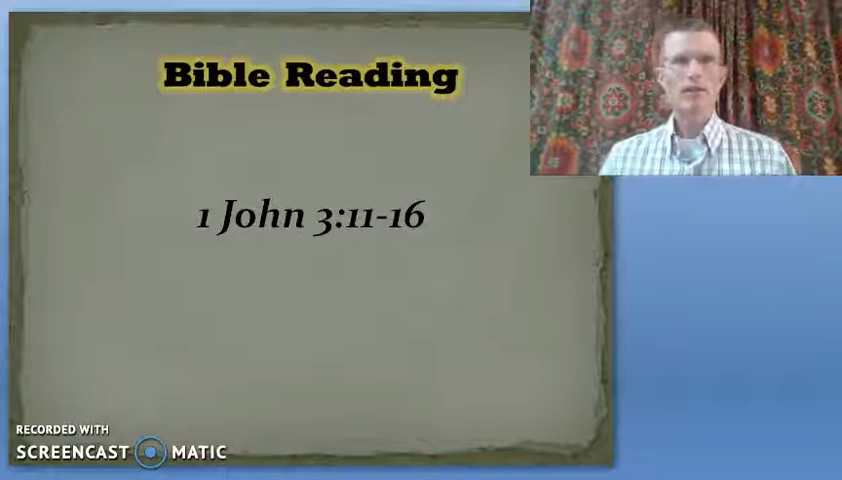 Bible Reading
1 John 3:11-16
RECORDED WITH
SCREENCAST MATIC